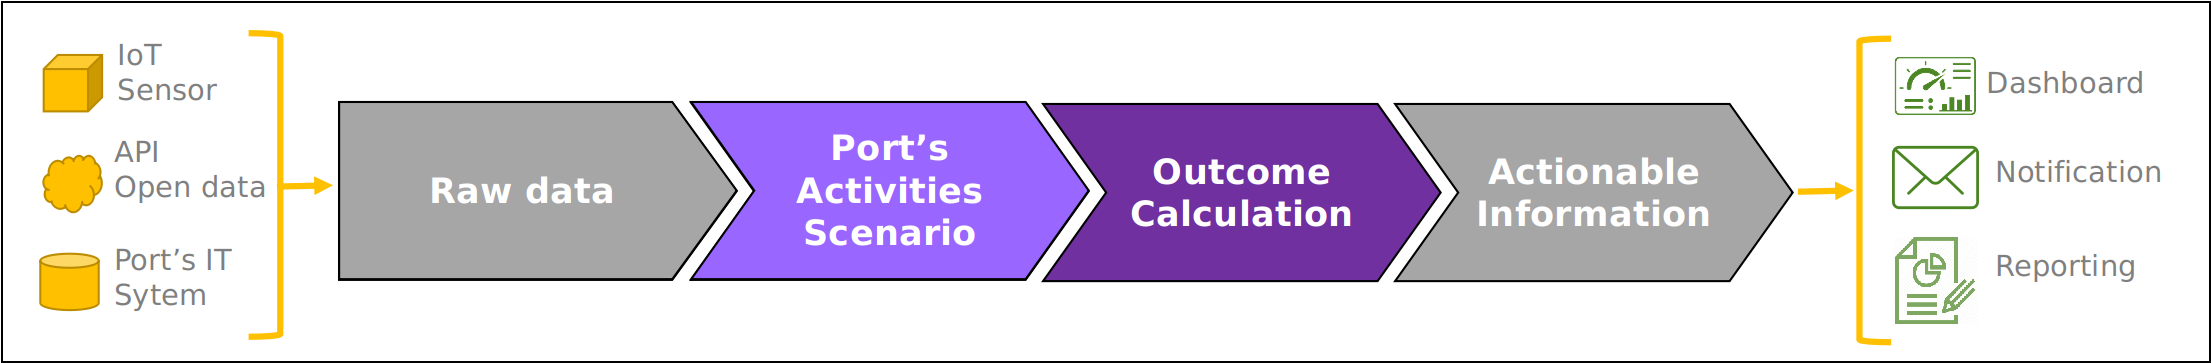 IoT
Sensor
API
Open data
Port’s IT
Sytem
Raw data
Port’s
Activities
Scenario
Outcome
Calculation
Actionable
Information
Dashboard
Notification
Reporting